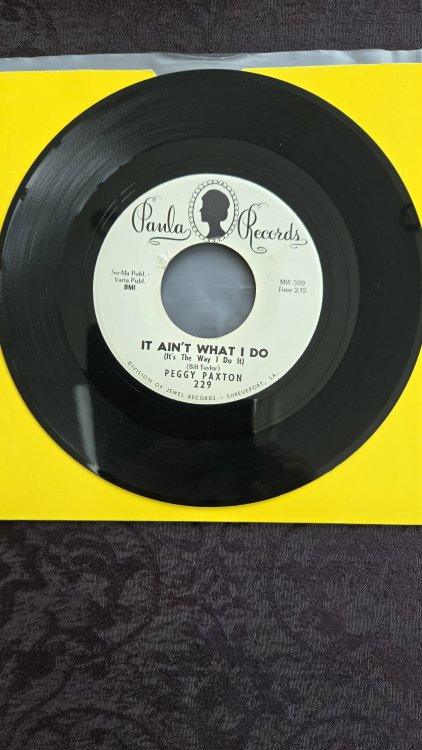 Paula Records
Su-Ma Publ. -
Varia Publ.
BMI
MW 589
Time 2:15
IT AIN'T WHAT I DO
(It's The Way I Do It)
(Bill Taylor)
PEGGY PAXTON
229
DIVISION OF JEWEL RECORDS - SHREVEPORT, LA.